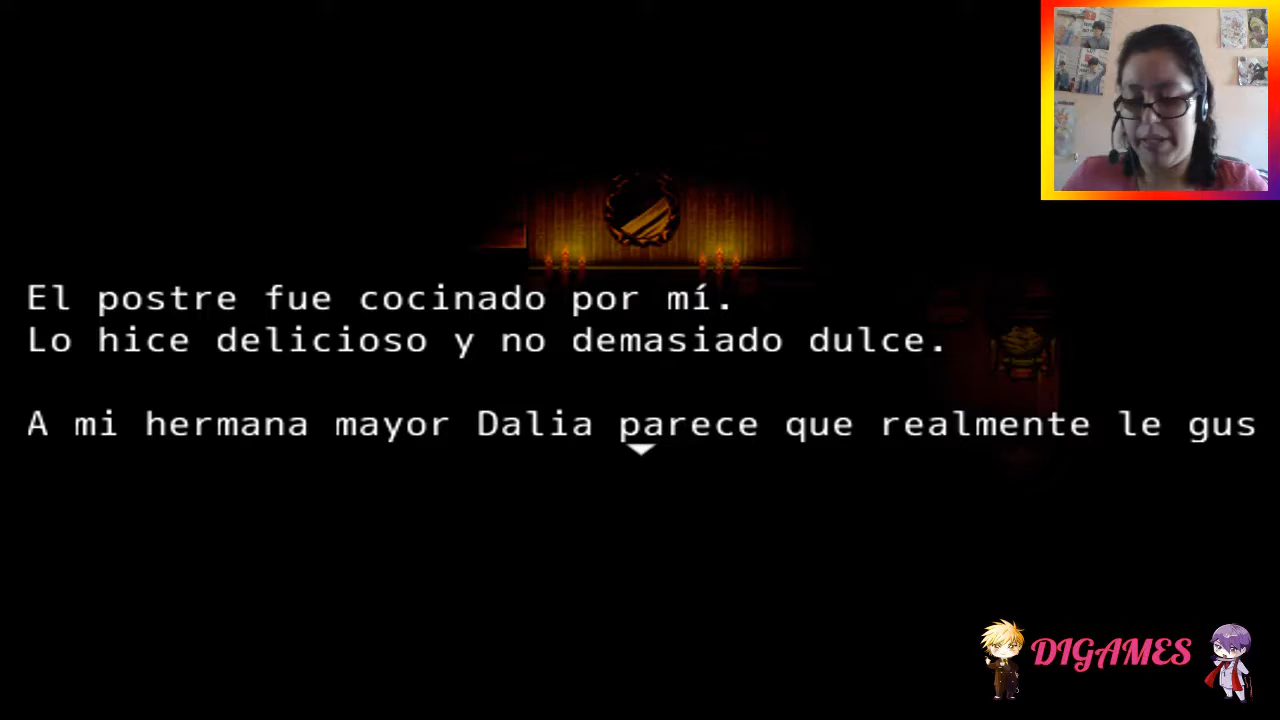 El postre fue cocinado por mí.
Lo hice delicioso y no demasiado dulce.
A mi hermana mayor Dalia parece que realmente le gus
DIGAMES